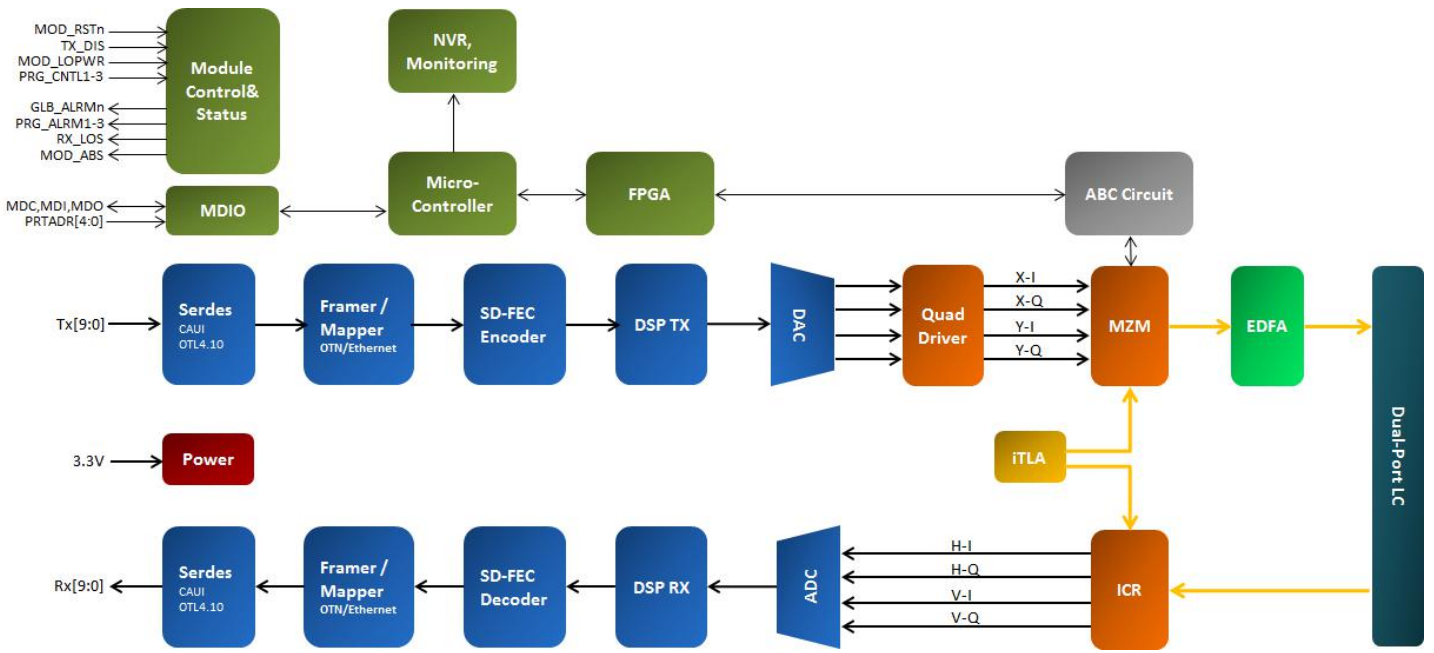 MOD_RSTn
TX_DIS
MOD_LOPWR
PRG_CNTL1-3
GLB_ALRMn
PRG_ALRM1-3
RX_LOS
MOD_ABS
Module
Control&
Status
NVR,
Monitoring
MDC,MDI,MDO
PRTADR[4:0]
MDIO
Micro-
Controller
FPGA
ABC Circuit
Tx[9:0]
Serdes
CAUI
OTL4.10
Framer /
Mapper
OTN/Ethernet
SD-FEC
Encoder
DSP TX
DAC
Quad
Driver
X-I
X-Q
Y-I
Y-Q
MZM
EDFA
Dual-Port LC
3.3V
Power
iTLA
Rx[9:0]
Serdes
CAUI
OTL4.10
Framer /
Mapper
OTN/Ethernet
SD-FEC
Decoder
DSP RX
ADC
H-I
H-Q
V-I
V-Q
ICR